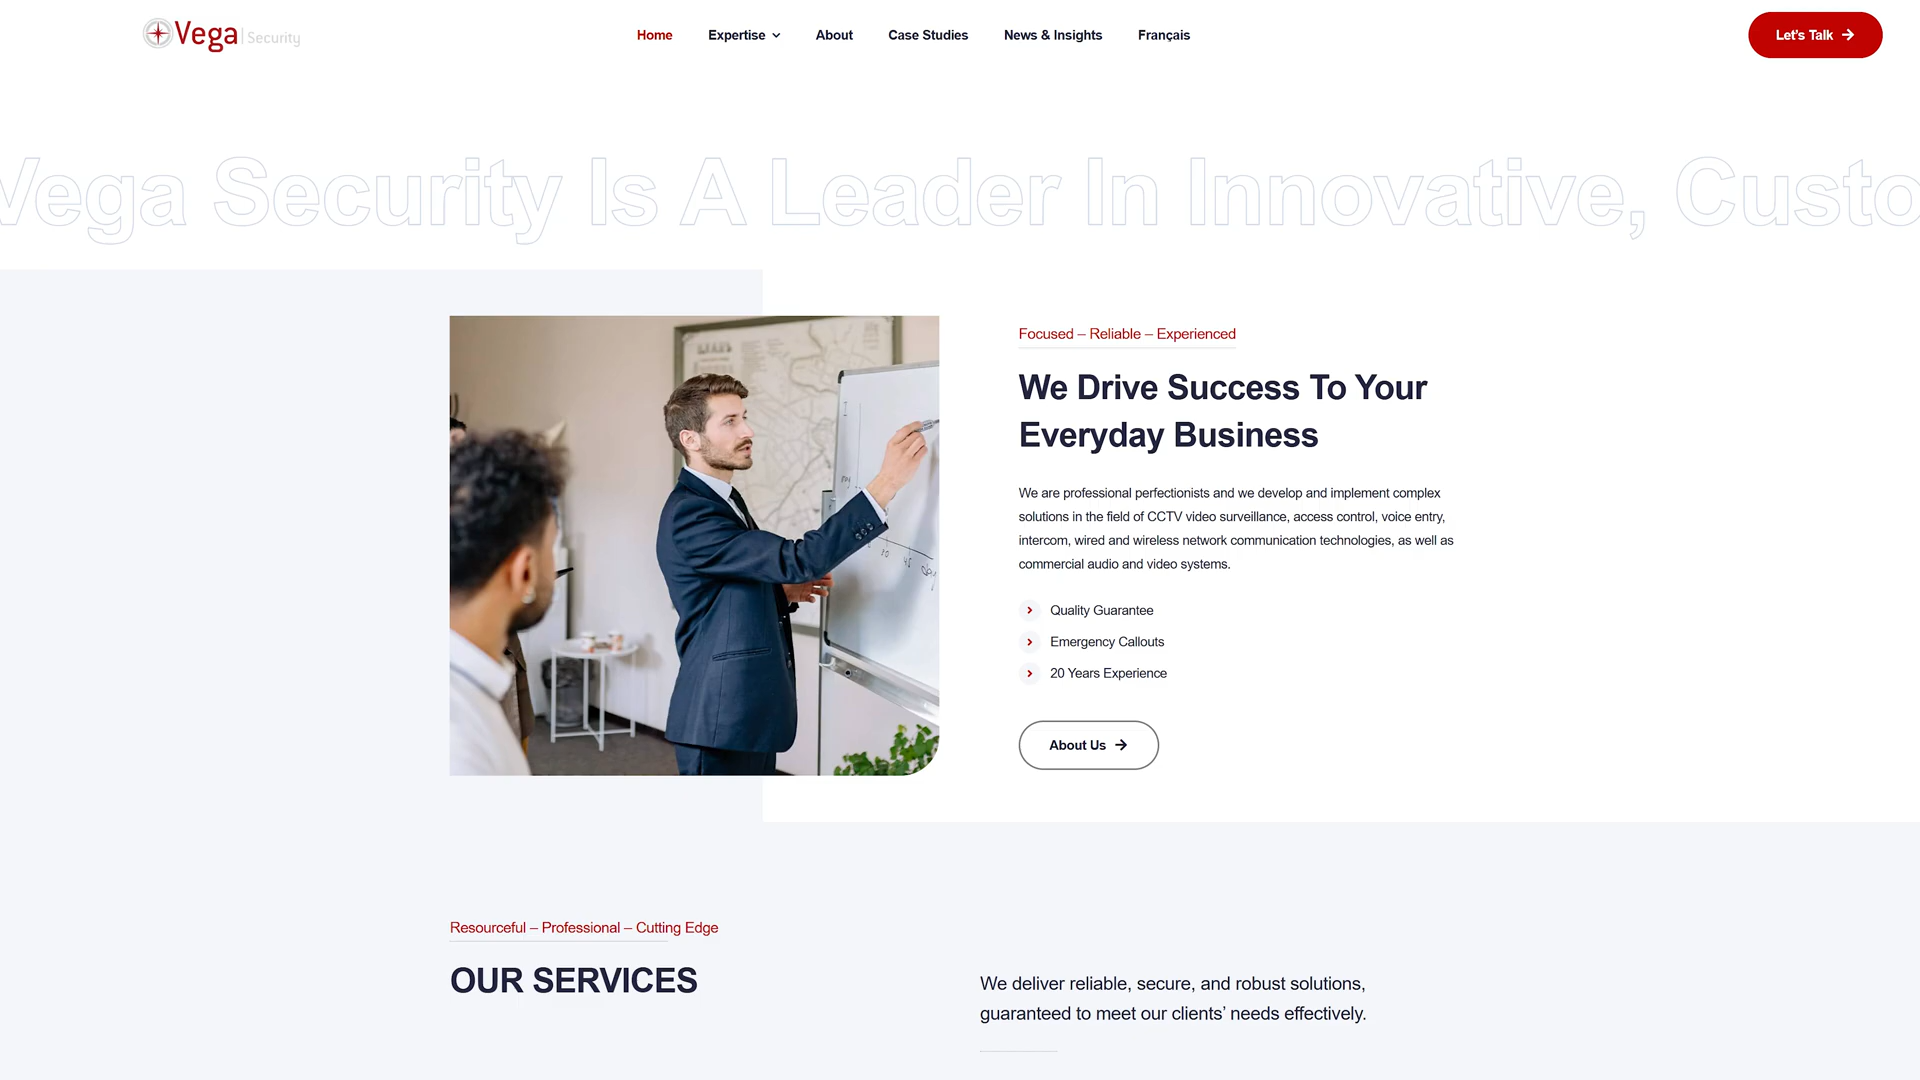 Vega Security
Home
Expertise
About
Case Studies
News & Insights
Français
Let's Talk
Vega Security Is A Leader In Innovative, Custo
Focused – Reliable – Experienced
We Drive Success To Your
Everyday Business
We are professional perfectionists and we develop and implement complex
solutions in the field of CCTV video surveillance, access control, voice entry,
intercom, wired and wireless network communication technologies, as well as
commercial audio and video systems.
Quality Guarantee
Emergency Callouts
20 Years Experience
About Us
Resourceful – Professional – Cutting Edge
OUR SERVICES
We deliver reliable, secure, and robust solutions,
guaranteed to meet our clients’ needs effectively.